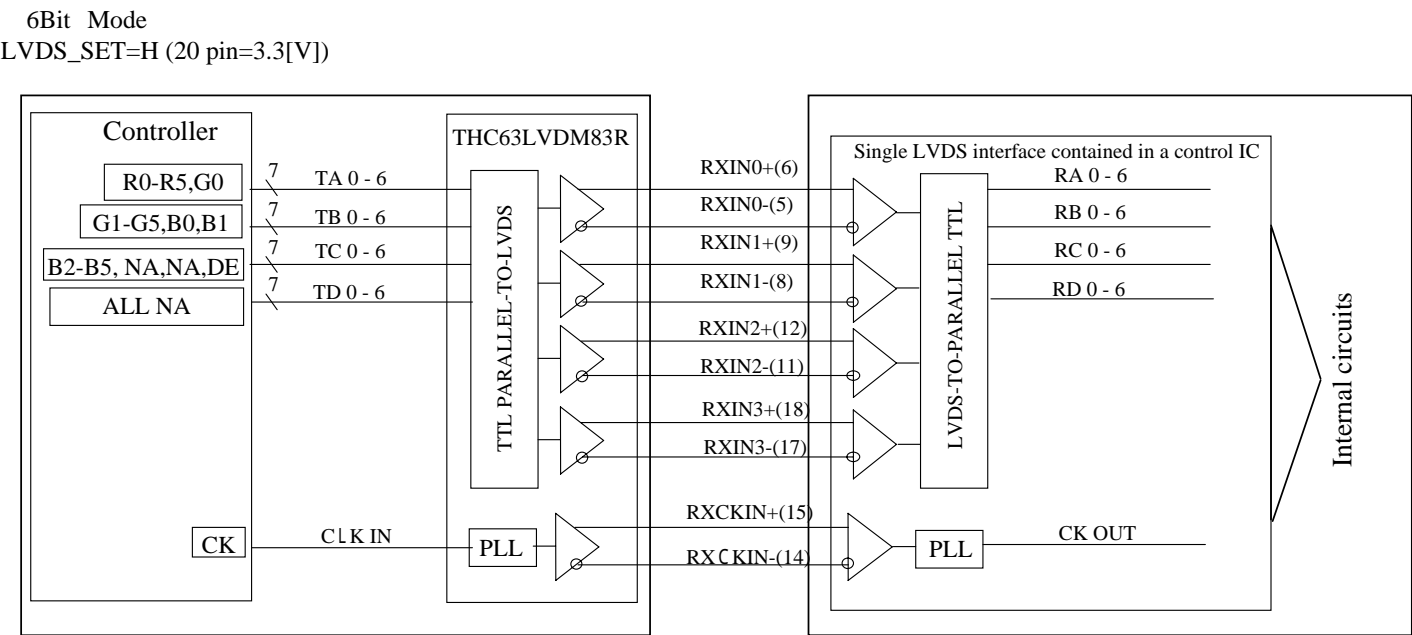 6Bit Mode
LVDS_SET=H (20 pin=3.3[V])
Controller
R0-R5,G0
G1-G5,B0,B1
B2-B5, NA,NA,DE
ALL NA
CK
7
TA 0 - 6
7
TB 0 - 6
7
TC 0 - 6
7
TD 0 - 6
CLK IN
THC63LVDM83R
TTL PARALLEL-TO-LVDS
PLL
RXIN0+(6)
RXIN0-(5)
RXIN1+(9)
RXIN1-(8)
RXIN2+(12)
RXIN2-(11)
RXIN3+(18)
RXIN3-(17)
RXCKIN+(15)
RXCKIN-(14)
Single LVDS interface contained in a control IC
LVDS-TO-PARALLEL TTL
PLL
RA 0 - 6
RB 0 - 6
RC 0 - 6
RD 0 - 6
CK OUT
Internal circuits